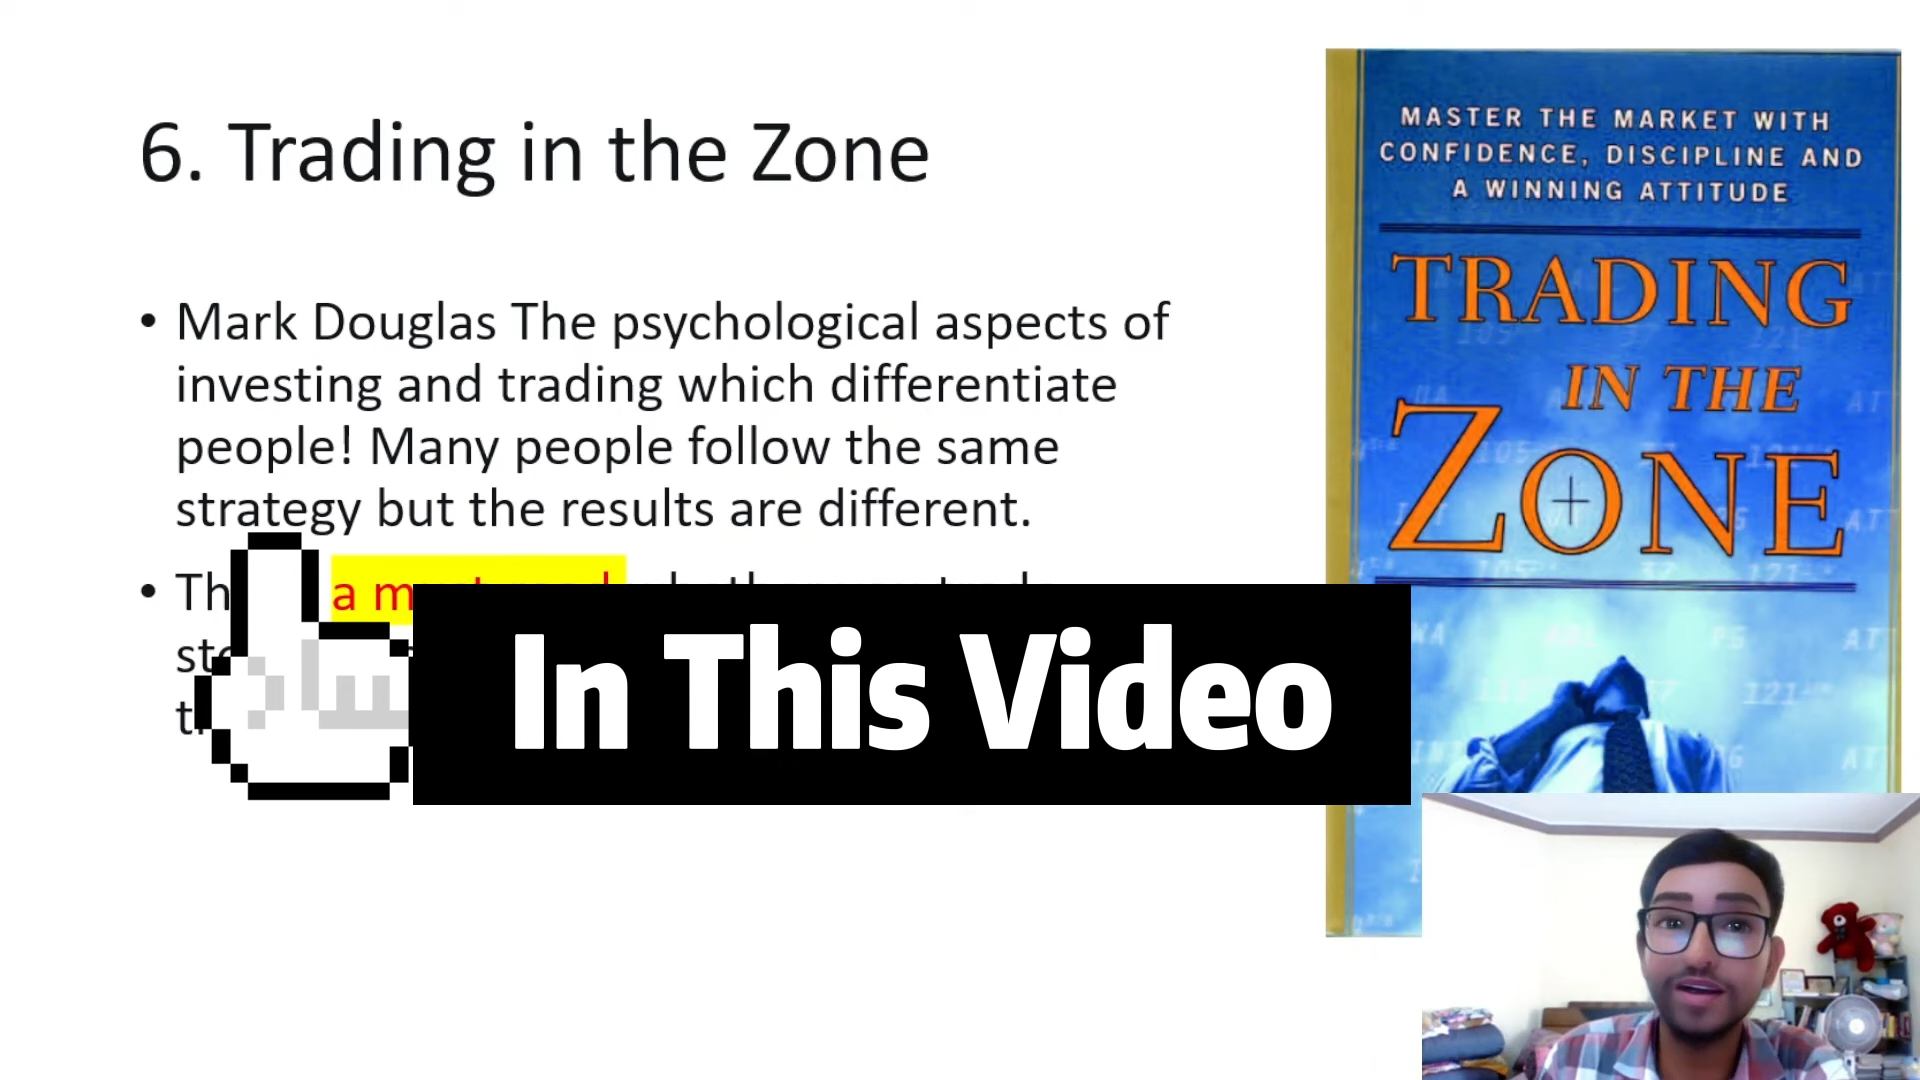 6. Trading in the Zone
• Mark Douglas The psychological aspects of
investing and trading which differentiate
people! Many people follow the same
strategy but the results are different.
In This Video
MASTER THE MARKET WITH
CONFIDENCE, DISCIPLINE AND
A WINNING ATTITUDE
TRADING
IN THE
ZONE